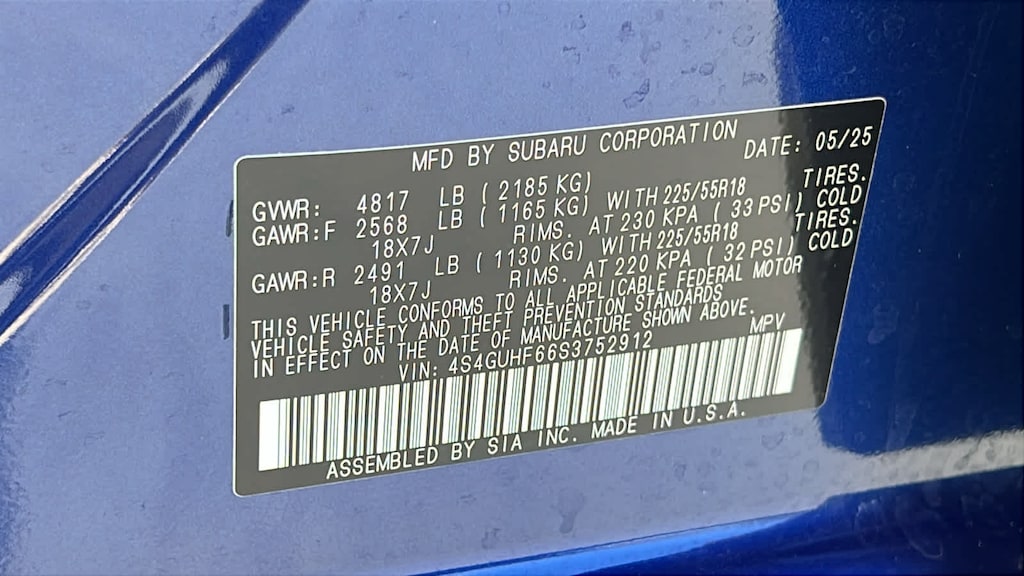 MFD BY SUBARU CORPORATION DATE: 05/25
GVWR: 4817 LB ( 2185 KG)
GAWR:F 2568 LB ( 1165 KG) WITH 225/55R18 TIRES.
18X7J RIMS. AT 230 KPA ( 33 PSI) COLD
GAWR:R 2491 LB ( 1130 KG) WITH 225/55R18 TIRES.
18X7J RIMS. AT 220 KPA ( 32 PSI) COLD
THIS VEHICLE CONFORMS TO ALL APPLICABLE FEDERAL MOTOR
VEHICLE SAFETY AND THEFT PREVENTION STANDARDS
IN EFFECT ON THE DATE OF MANUFACTURE SHOWN ABOVE.
VIN: 4S4GUHF66S3752912 MPV
ASSEMBLED BY SIA INC. MADE IN U.S.A.